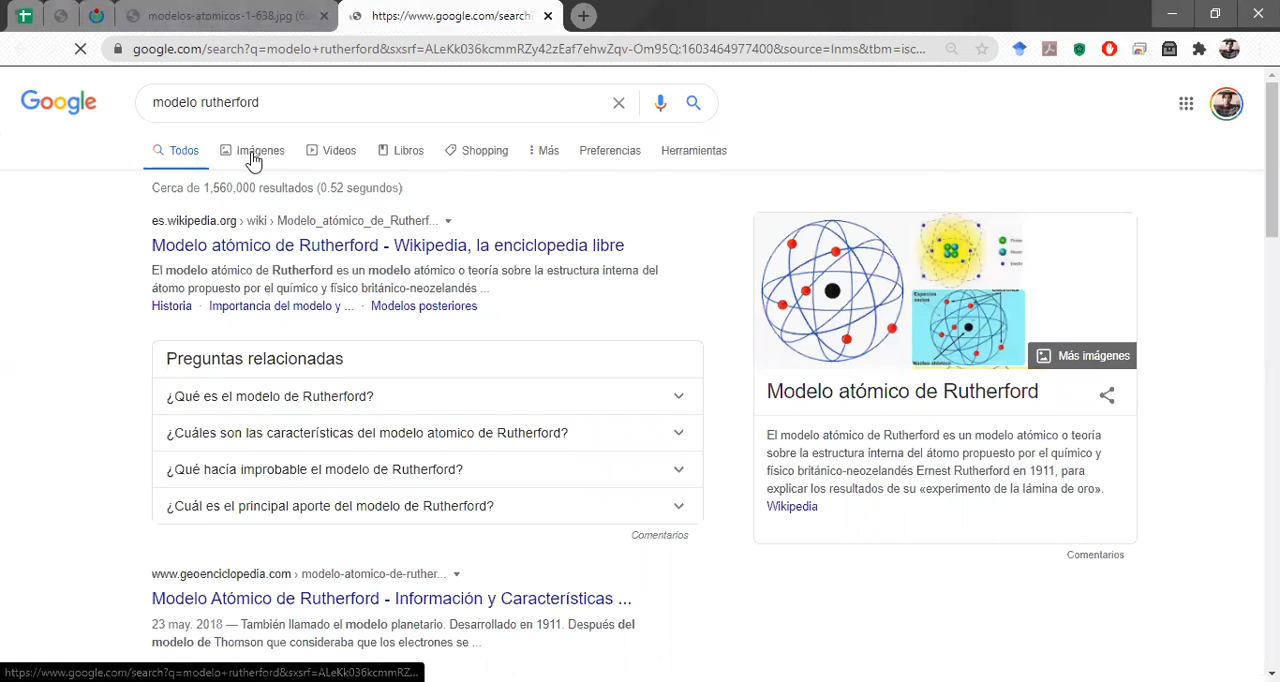 modelos-atomicos-1-638.jpg (6
https://www.google.com/search?
google.com/search?q=modelo+rutherford&sxsrf=ALeKk036kcmmRZy42zEaf7ehwZqv-Om95Q:1603464977400&source=lnms&tbm=isc...
Google
modelo rutherford
Todos
Imágenes
Videos
Libros
Shopping
Más
Preferencias
Herramientas
Cerca de 1,560,000 resultados (0.52 segundos)
es.wikipedia.org › wiki › Modelo_atómico_de_Rutherf...
Modelo atómico de Rutherford - Wikipedia, la enciclopedia libre
El modelo atómico de Rutherford es un modelo atómico o teoría sobre la estructura interna del
átomo propuesto por el químico y físico británico-neozelandés ...
Historia · Importancia del modelo y ... · Modelos posteriores
Preguntas relacionadas
¿Qué es el modelo de Rutherford?
¿Cuáles son las características del modelo atomico de Rutherford?
¿Qué hacía improbable el modelo de Rutherford?
¿Cuál es el principal aporte del modelo de Rutherford?
Comentarios
www.geoenciclopedia.com › modelo-atomico-de-ruther...
Modelo Atómico de Rutherford - Información y Características ...
23 may. 2018 — También llamado el modelo planetario. Desarrollado en 1911. Después del
modelo de Thomson que consideraba que los electrones se ...
Más imágenes
Modelo atómico de Rutherford
El modelo atómico de Rutherford es un modelo atómico o teoría
sobre la estructura interna del átomo propuesto por el químico y
físico británico-neozelandés Ernest Rutherford en 1911, para
explicar los resultados de su «experimento de la lámina de oro».
Wikipedia
Comentarios
https://www.google.com/search?q=modelo+rutherford&sxsrf=ALeKk036kcmmRZ...